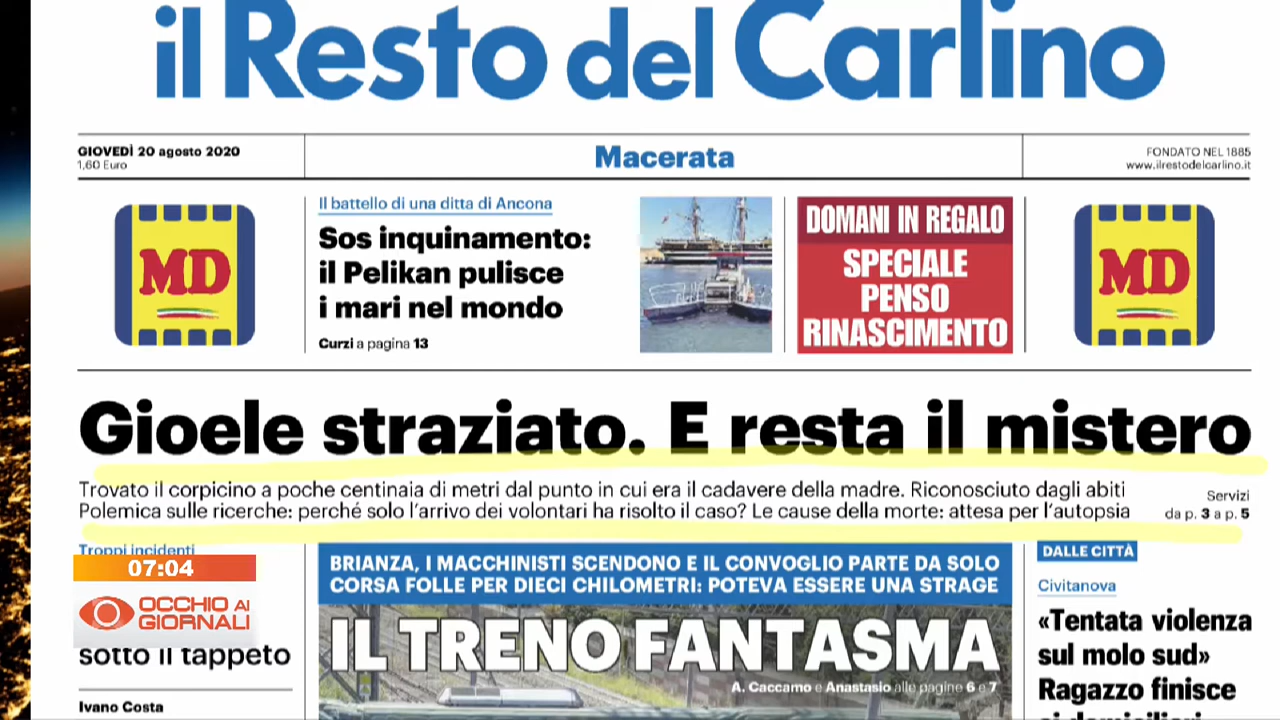 il Resto del Carlino
GIOVEDÌ 20 agosto 2020
1,60 Euro
Macerata
FONDATO NEL 1885
www.ilrestodelcarlino.it
MD
Il battello di una ditta di Ancona
Sos inquinamento:
il Pelikan pulisce
i mari nel mondo
Curzi a pagina 13
DOMANI IN REGALO
SPECIALE
PENSO
RINASCIMENTO
MD
Gioele straziato. E resta il mistero
Trovato il corpicino a poche centinaia di metri dal punto in cui era il cadavere della madre. Riconosciuto dagli abiti
Polemica sulle ricerche: perché solo l'arrivo dei volontari ha risolto il caso? Le cause della morte: attesa per l'autopsia
Servizi
da p. 3 a p. 5
Troppi incidenti
07:04
OCCHIO AI
GIORNALI
sotto il tappeto
Ivano Costa
BRIANZA, I MACCHINISTI SCENDONO E IL CONVOGLIO PARTE DA SOLO
CORSA FOLLE PER DIECI CHILOMETRI: POTEVA ESSERE UNA STRAGE
IL TRENO FANTASMA
A. Caccamo e Anastasio alle pagine 6 e 7
DALLE CITTÀ
Civitanova
«Tentata violenza
sul molo sud»
Ragazzo finisce
ai domiciliari